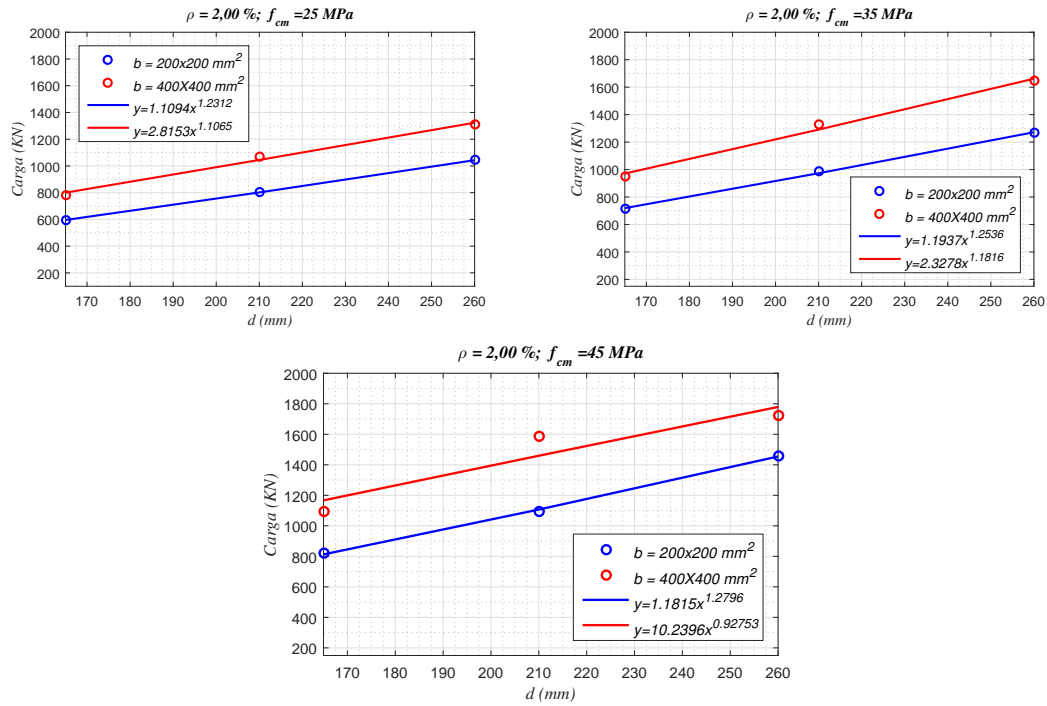 ρ = 2,00 %; f_cm =25 MPa
2000
1800
1600
1400
1200
1000
800
600
400
200
Carga (KN)
b = 200x200 mm^2
b = 400X400 mm^2
y=1.1094x^1.2312
y=2.8153x^1.1065
170 180 190 200 210 220 230 240 250 260
d (mm)
ρ = 2,00 %; f_cm =35 MPa
2000
1800
1600
1400
1200
1000
800
600
400
200
Carga (KN)
b = 200x200 mm^2
b = 400X400 mm^2
y=1.1937x^1.2536
y=2.3278x^1.1816
170 180 190 200 210 220 230 240 250 260
d (mm)
ρ = 2,00 %; f_cm =45 MPa
2000
1800
1600
1400
1200
1000
800
600
400
200
Carga (KN)
b = 200x200 mm^2
b = 400X400 mm^2
y=1.1815x^1.2796
y=10.2396x^0.92753
170 180 190 200 210 220 230 240 250 260
d (mm)